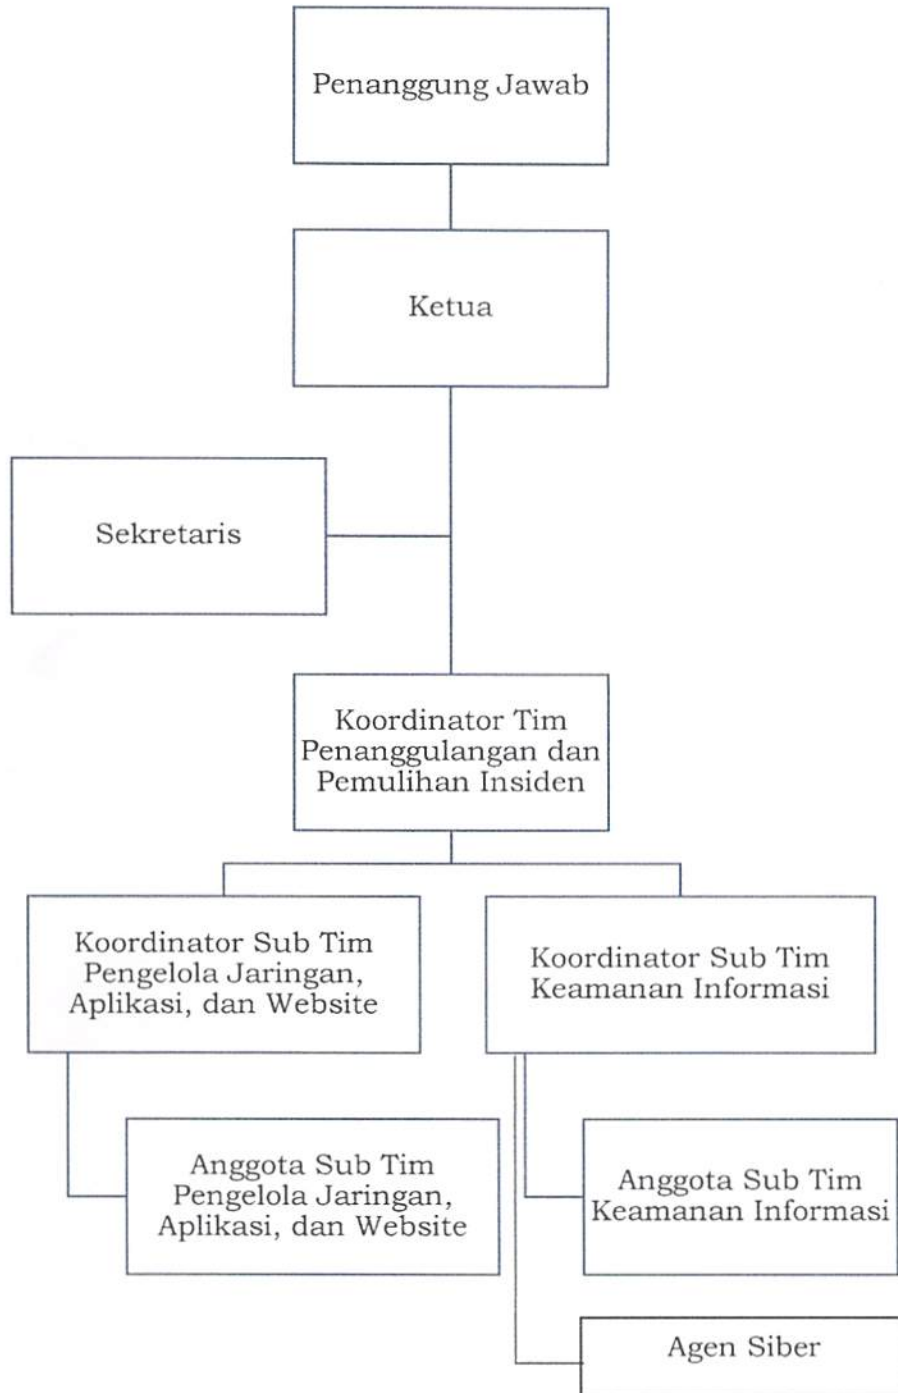 Penanggung Jawab
Ketua
Sekretaris
Koordinator Tim
Penanggulangan dan
Pemulihan Insiden
Koordinator Sub Tim
Pengelola Jaringan,
Aplikasi, dan Website
Koordinator Sub Tim
Keamanan Informasi
Anggota Sub Tim
Pengelola Jaringan,
Aplikasi, dan Website
Anggota Sub Tim
Keamanan Informasi
Agen Siber